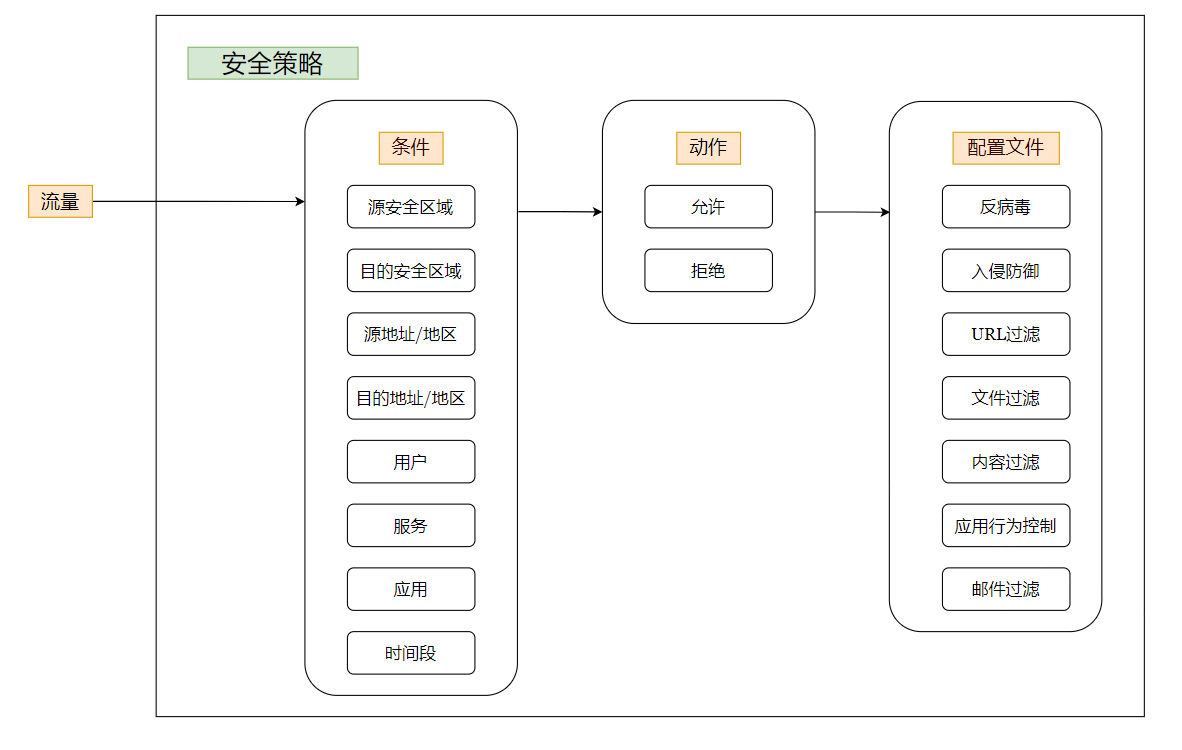 安全策略
流量
条件
源安全区域
目的安全区域
源地址/地区
目的地址/地区
用户
服务
应用
时间段
动作
允许
拒绝
配置文件
反病毒
入侵防御
URL过滤
文件过滤
内容过滤
应用行为控制
邮件过滤